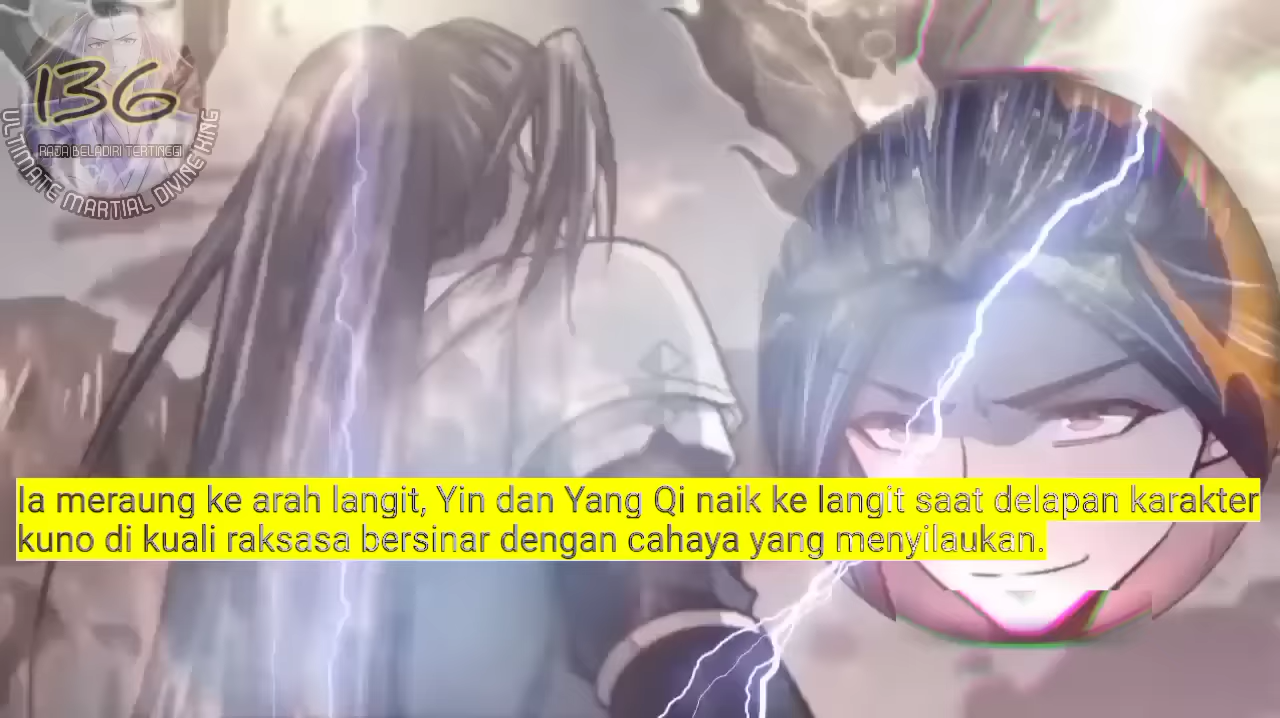 136
RAJA BELADIRI TERTINGGI
ULTIMATE MARTIAL DIVINE KING
Ia meraung ke arah langit, Yin dan Yang Qi naik ke langit saat delapan karakter
kuno di kuali raksasa bersinar dengan cahaya yang menyilaukan.